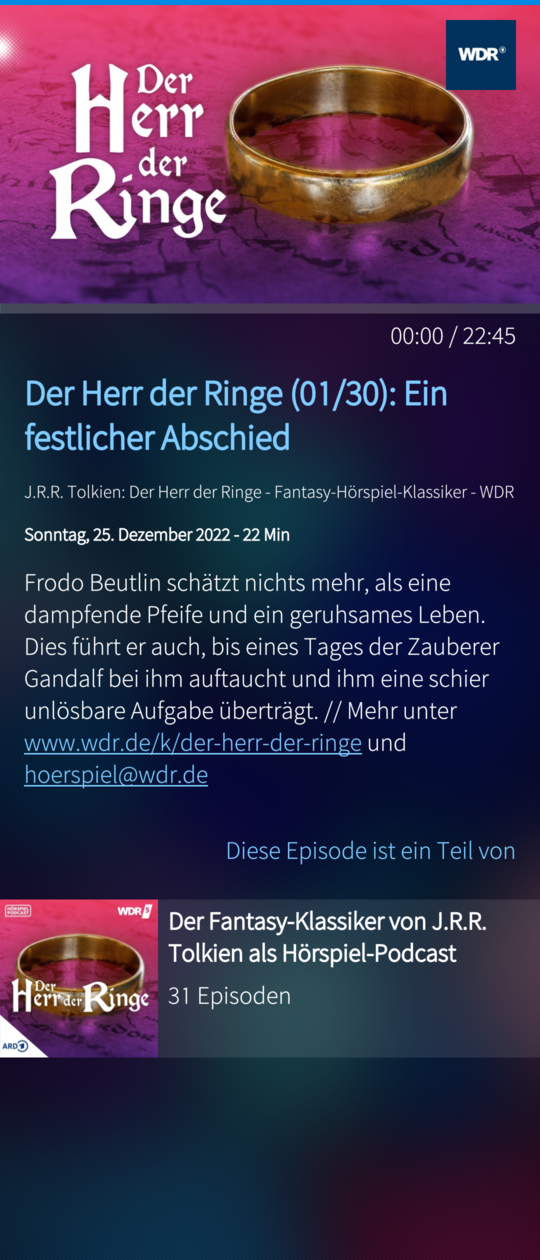 WDR
Der
Herr
der
Ringe
00:00 / 22:45
Der Herr der Ringe (01/30): Ein
festlicher Abschied
J.R.R. Tolkien: Der Herr der Ringe - Fantasy-Hörspiel-Klassiker - WDR
Sonntag, 25. Dezember 2022 - 22 Min
Frodo Beutlin schätzt nichts mehr, als eine
dampfende Pfeife und ein geruhsames Leben.
Dies führt er auch, bis eines Tages der Zauberer
Gandalf bei ihm auftaucht und ihm eine schier
unlösbare Aufgabe überträgt. // Mehr unter
www.wdr.de/k/der-herr-der-ringe und
hoerspiel@wdr.de
Diese Episode ist ein Teil von
HÖRSPIEL
PODCAST
WDR 5
Der
Herr der Ringe
ARD
Der Fantasy-Klassiker von J.R.R.
Tolkien als Hörspiel-Podcast
31 Episoden